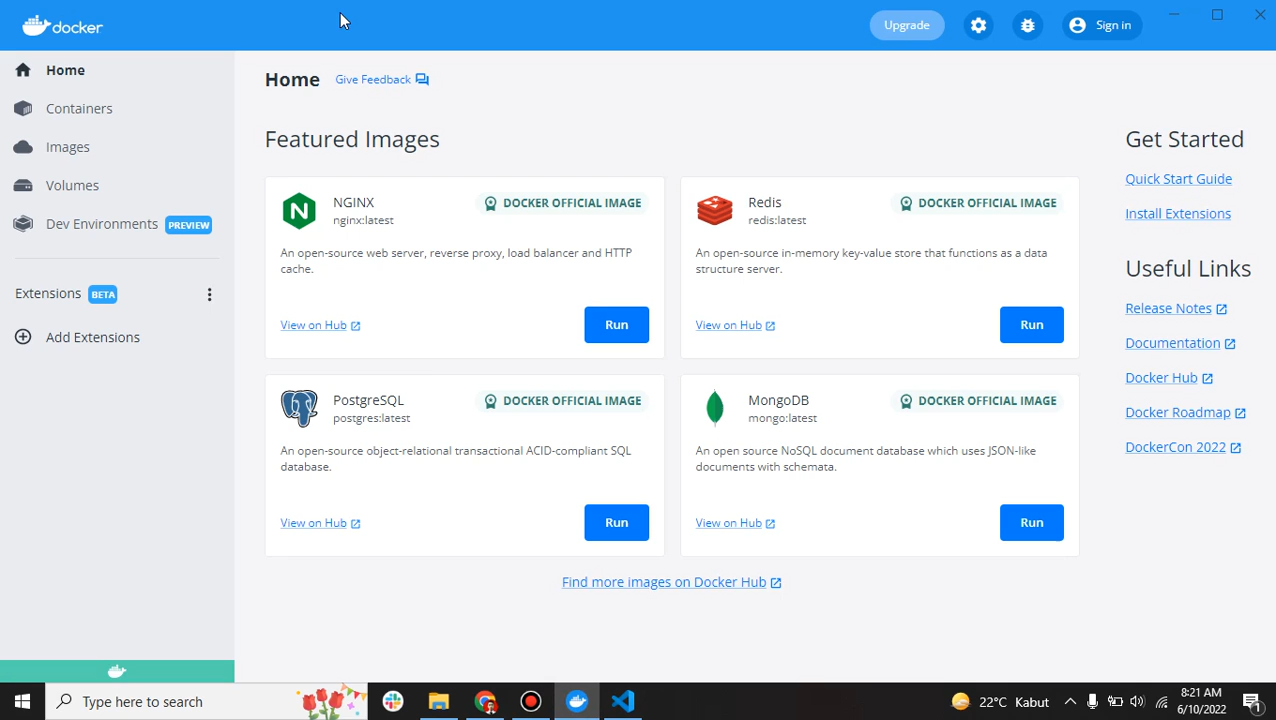 docker
Upgrade
Sign in
Home
Containers
Images
Volumes
Dev Environments PREVIEW
Extensions BETA
Add Extensions
Home Give Feedback
Featured Images
NGINX
nginx:latest
DOCKER OFFICIAL IMAGE
An open-source web server, reverse proxy, load balancer and HTTP
cache.
View on Hub
Run
Redis
redis:latest
DOCKER OFFICIAL IMAGE
An open-source in-memory key-value store that functions as a data
structure server.
View on Hub
Run
PostgreSQL
postgres:latest
DOCKER OFFICIAL IMAGE
An open-source object-relational transactional ACID-compliant SQL
database.
View on Hub
Run
MongoDB
mongo:latest
DOCKER OFFICIAL IMAGE
An open source NoSQL document database which uses JSON-like
documents with schemata.
View on Hub
Run
Find more images on Docker Hub
Get Started
Quick Start Guide
Install Extensions
Useful Links
Release Notes
Documentation
Docker Hub
Docker Roadmap
DockerCon 2022
Type here to search
22°C Kabut
8:21 AM
6/10/2022
1